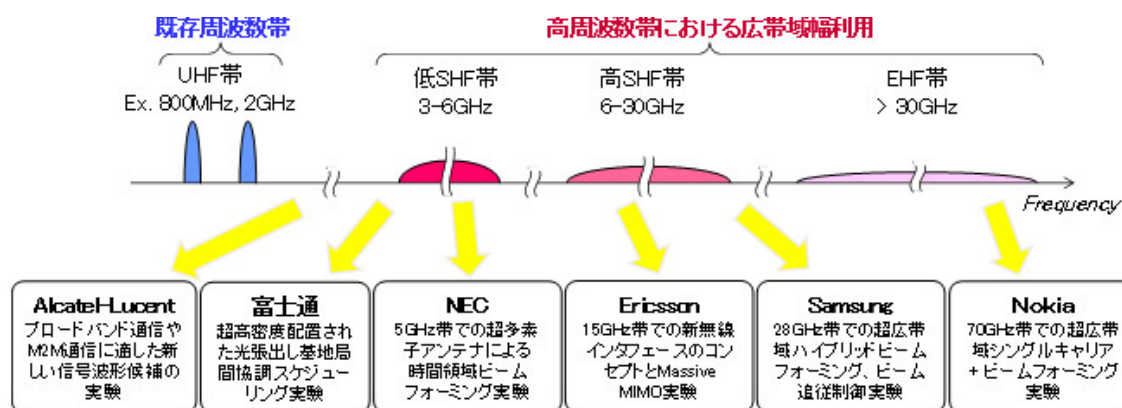 既存周波数帯
高周波数帯における広帯域幅利用
UHF帯
Ex. 800MHz, 2GHz
低SHF帯
3-6GHz
高SHF帯
6-30GHz
EHF帯
> 30GHz
Frequency
Alcatel-Lucent
ブロードバンド通信や
M2M通信に適した新
しい信号波形候補の
実験
富士通
超高密度配置され
た光張出し基地局
間協調スケジュー
リング実験
NEC
5GHz帯での超多素
子アンテナによる
時間領域ビーム
フォーミング実験
Ericsson
15GHz帯での新無線
インタフェースのコン
セプトとMassive
MIMO実験
Samsung
28GHz帯での超広帯
域ハイブリッドビーム
フォーミング、ビーム
追従制御実験
Nokia
70GHz帯での超広帯
域シングルキャリア
+ビームフォーミング
実験